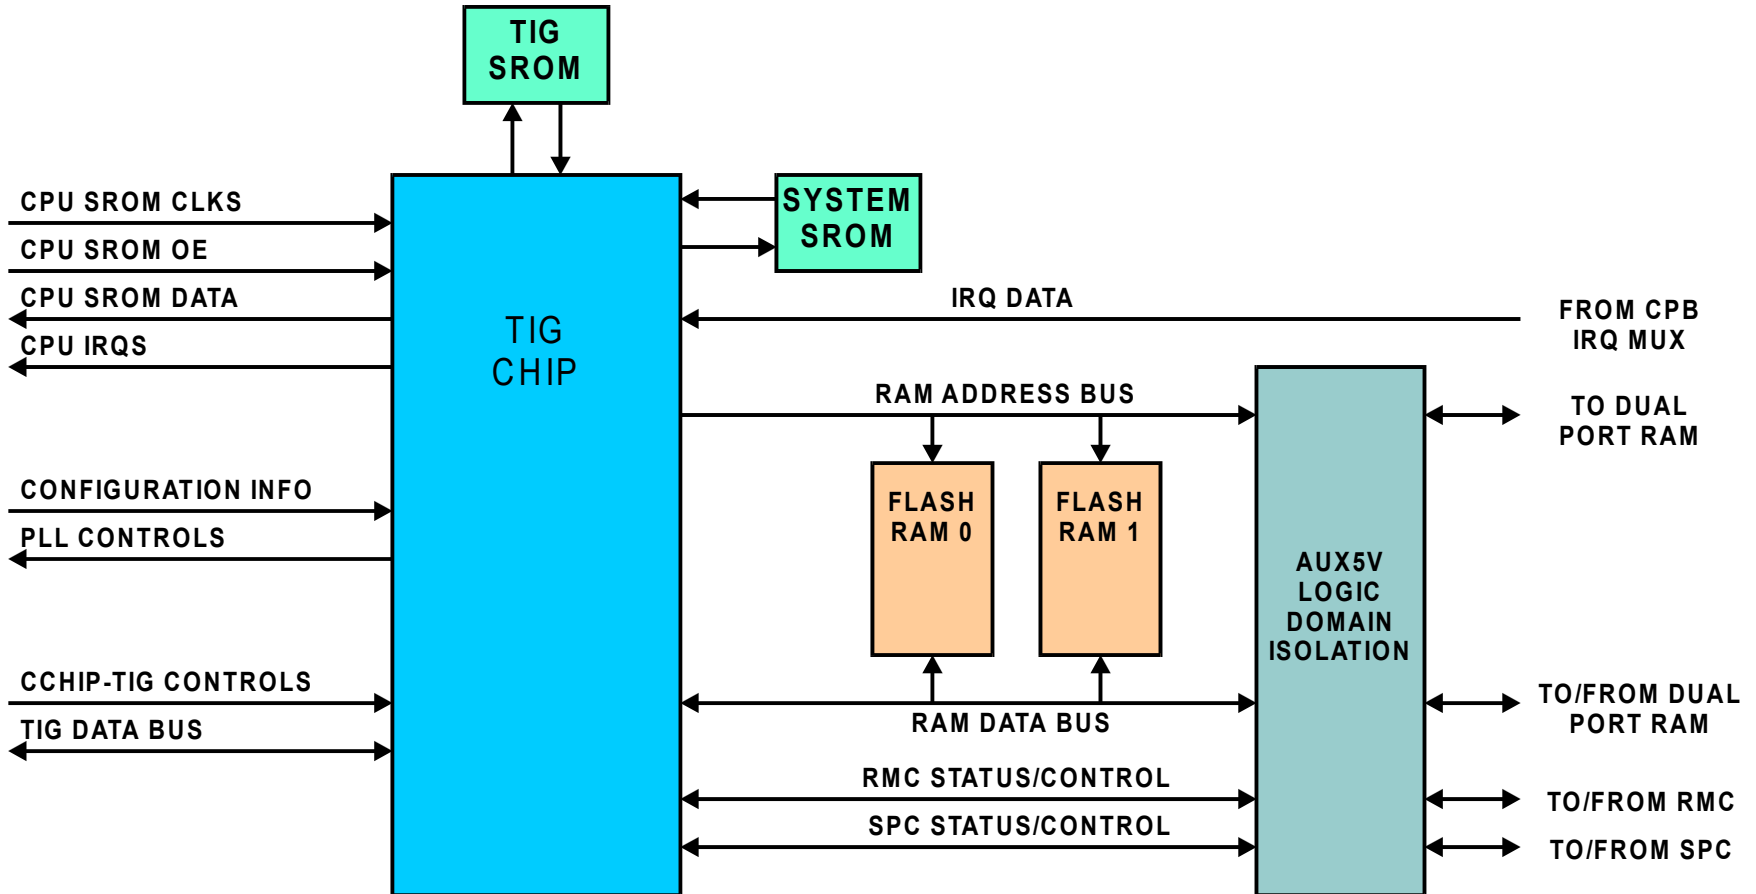 TIG
SROM
CPU SROM CLKS
CPU SROM OE
CPU SROM DATA
CPU IRQS
CONFIGURATION INFO
PLL CONTROLS
CCHIP-TIG CONTROLS
TIG DATA BUS
TIG
CHIP
SYSTEM
SROM
IRQ DATA
FROM CPB
IRQ MUX
RAM ADDRESS BUS
TO DUAL
PORT RAM
FLASH
RAM 0
FLASH
RAM 1
AUX5V
LOGIC
DOMAIN
ISOLATION
RAM DATA BUS
TO/FROM DUAL
PORT RAM
RMC STATUS/CONTROL
TO/FROM RMC
SPC STATUS/CONTROL
TO/FROM SPC